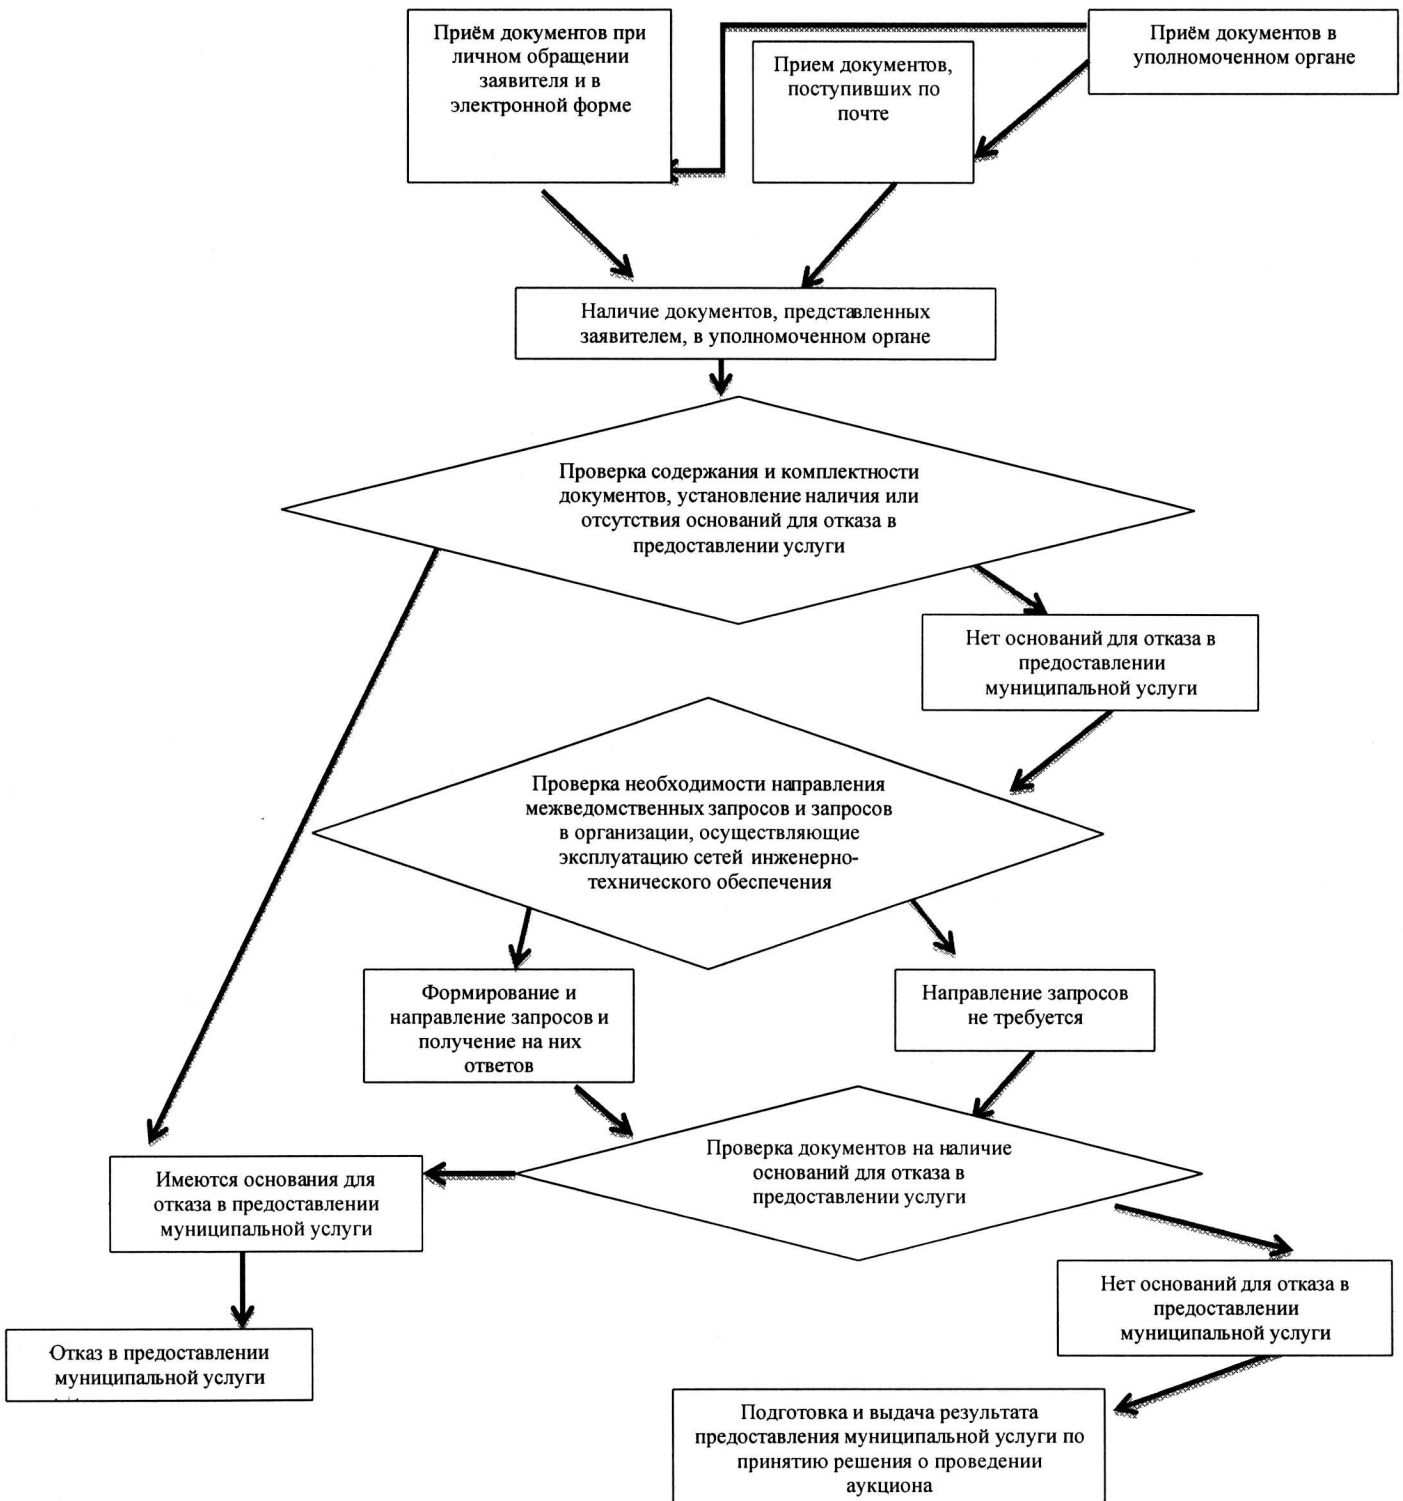 Приём документов при
личном обращении
заявителя и в
электронной форме
Прием документов,
поступивших по
почте
Приём документов в
уполномоченном органе
Наличие документов, представленных
заявителем, в уполномоченном органе
Проверка содержания и комплектности
документов, установление наличия или
отсутствия оснований для отказа в
предоставлении услуги
Нет оснований для отказа в
предоставлении
муниципальной услуги
Проверка необходимости направления
межведомственных запросов и запросов
в организации, осуществляющие
эксплуатацию сетей инженерно-
технического обеспечения
Формирование и
направление запросов и
получение на них
ответов
Направление запросов
не требуется
Проверка документов на наличие
оснований для отказа в
предоставлении услуги
Имеются основания для
отказа в предоставлении
муниципальной услуги
Нет оснований для отказа в
предоставлении
муниципальной услуги
Отказ в предоставлении
муниципальной услуги
Подготовка и выдача результата
предоставления муниципальной услуги по
принятию решения о проведении
аукциона